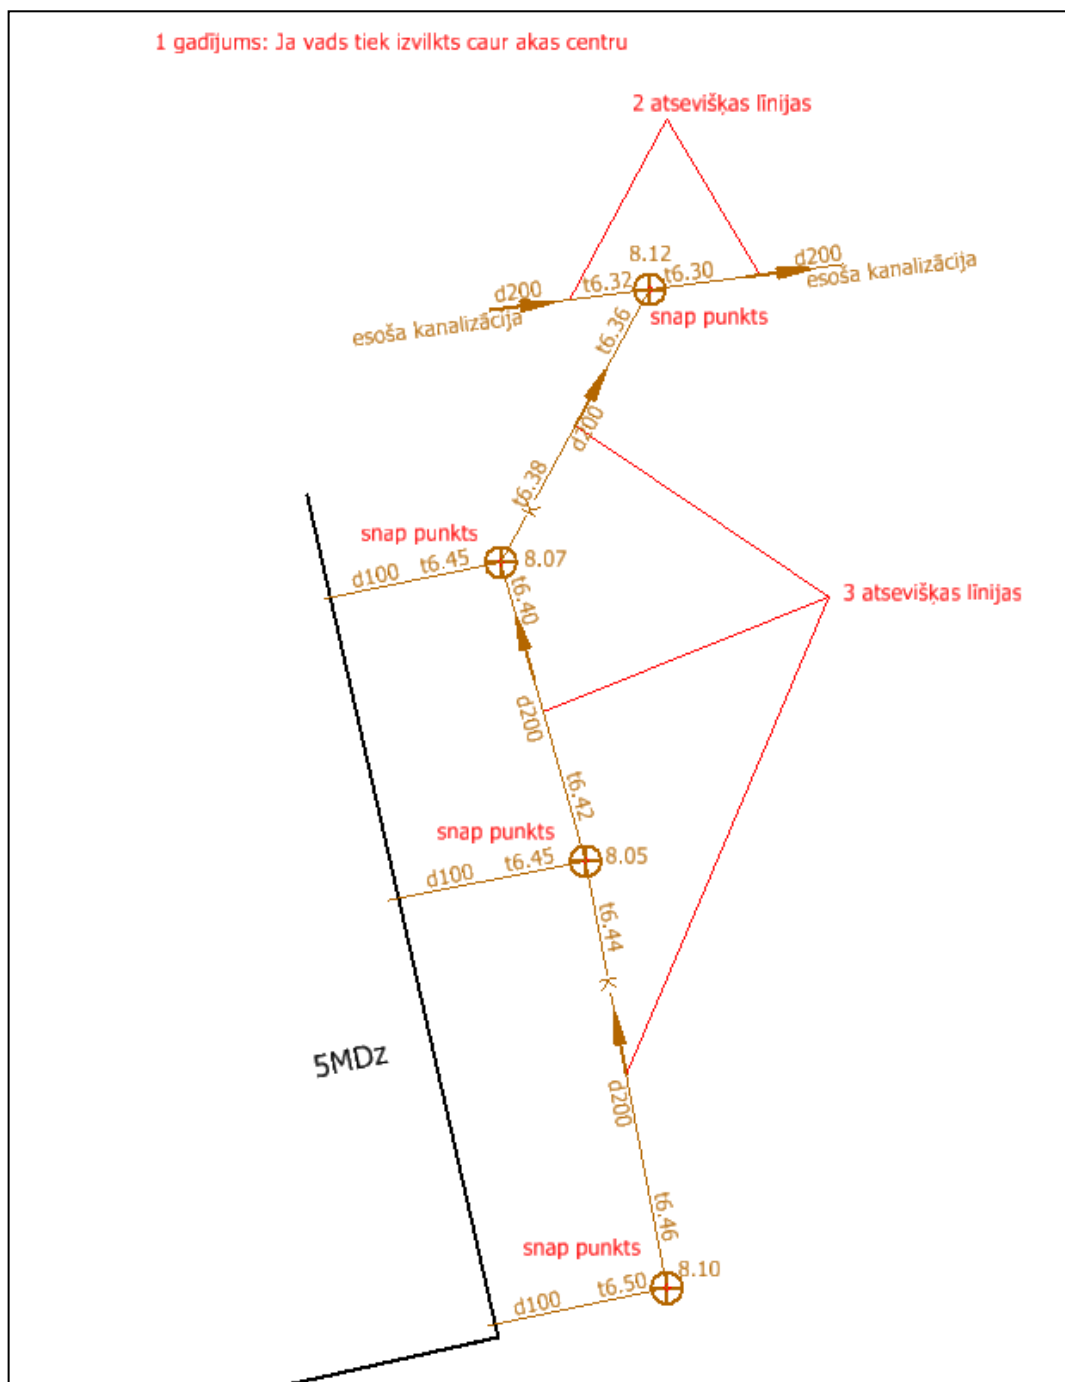 1 gadījums: Ja vads tiek izvilkts caur akas centru
2 atsevišķas līnijas
8.12
d200
t6.32
t6.30
d200
esoša kanalizācija
esoša kanalizācija
snap punkts
t6.36
d200
t6.38
K
snap punkts
d100
t6.45
8.07
t6.40
3 atsevišķas līnijas
d200
t6.42
snap punkts
d100
t6.45
8.05
t6.44
K
5MDz
d200
t6.46
snap punkts
d100
t6.50
8.10